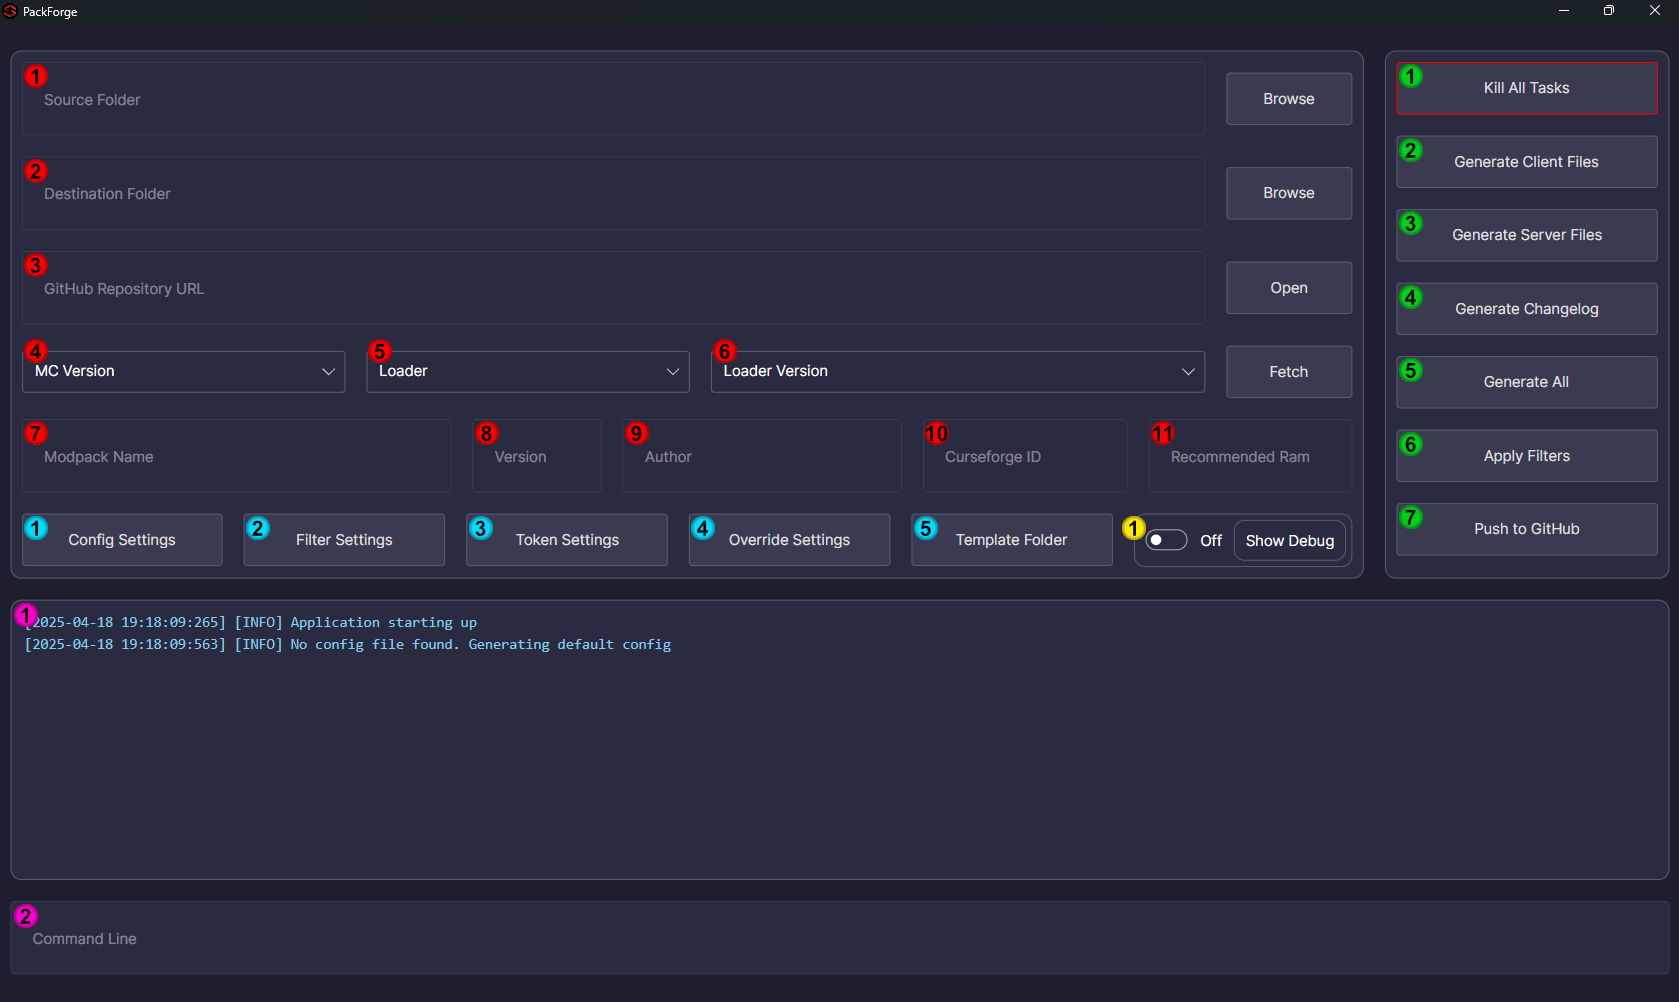 PackForge
1
Source Folder
Browse
2
Destination Folder
Browse
3
GitHub Repository URL
Open
4
MC Version
5
Loader
6
Loader Version
Fetch
7
Modpack Name
8
Version
9
Author
10
Curseforge ID
11
Recommended Ram
1
Config Settings
2
Filter Settings
3
Token Settings
4
Override Settings
5
Template Folder
1
Off
Show Debug
1
Kill All Tasks
2
Generate Client Files
3
Generate Server Files
4
Generate Changelog
5
Generate All
6
Apply Filters
7
Push to GitHub
1
[2025-04-18 19:18:09:265] [INFO] Application starting up
[2025-04-18 19:18:09:563] [INFO] No config file found. Generating default config
2
Command Line